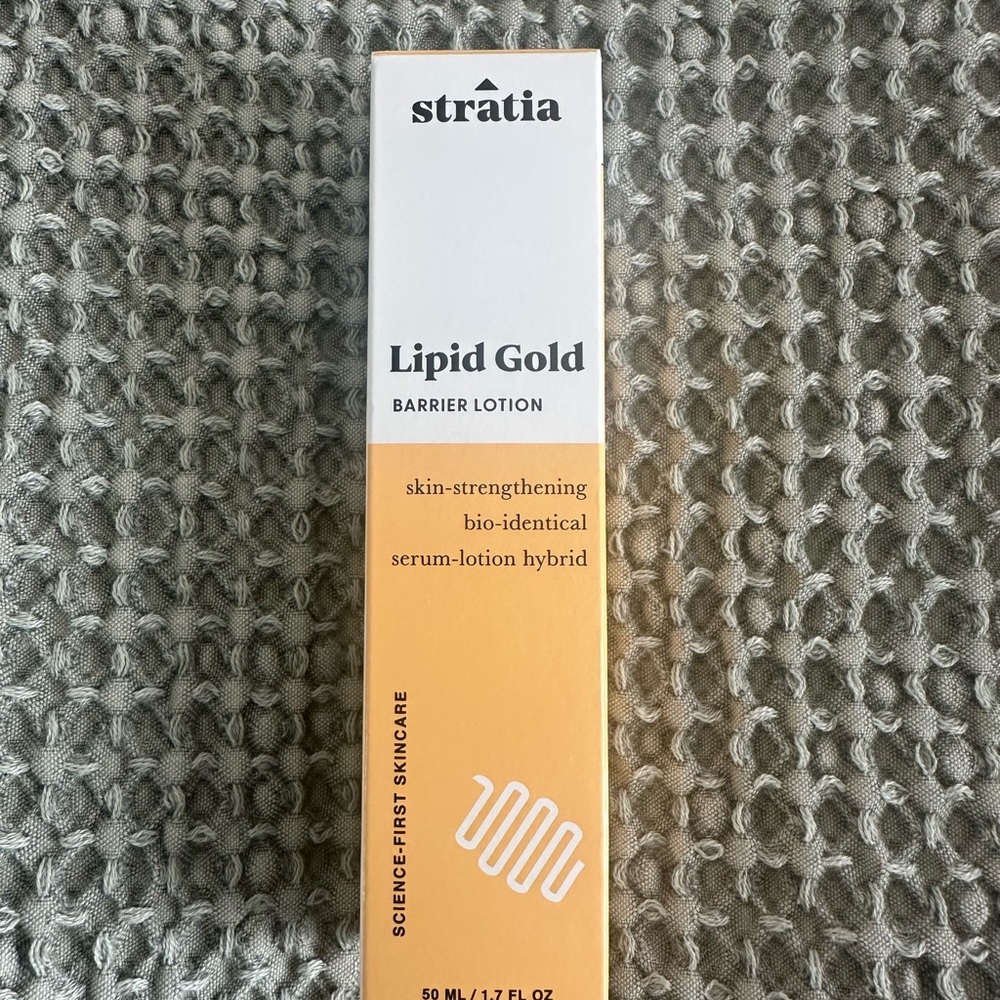 strâtia
Lipid Gold
BARRIER LOTION
skin-strengthening
bio-identical
serum-lotion hybrid
SCIENCE-FIRST SKINCARE
50 ML / 1.7 FL OZ